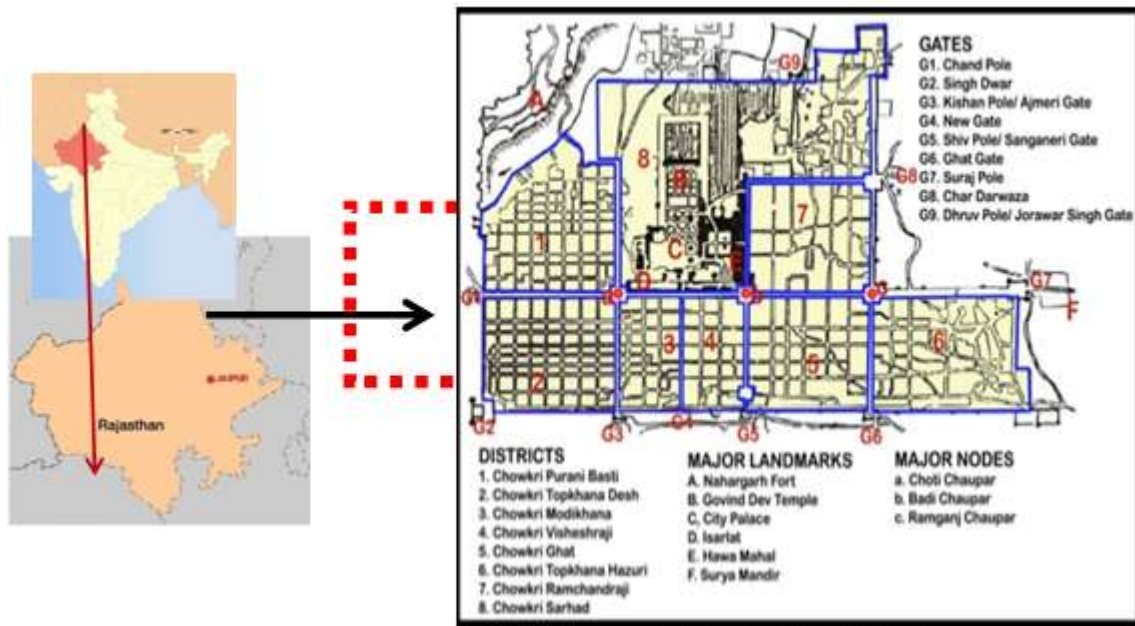 JAIPUR
Rajasthan
A
G9
8
B
G8
7
1
C
E
D
G7
G1
F
3
4
6
5
2
G2
G3
G4
G5
G6
GATES
G1. Chand Pole
G2. Singh Dwar
G3. Kishan Pole/ Ajmeri Gate
G4. New Gate
G5. Shiv Pole/ Sanganeri Gate
G6. Ghat Gate
G7. Suraj Pole
G8. Char Darwaza
G9. Dhruv Pole/ Jorawar Singh Gate
DISTRICTS
1. Chowkri Purani Basti
2. Chowkri Topkhana Desh
3. Chowkri Modikhana
4. Chowkri Visheshraji
5. Chowkri Ghat
6. Chowkri Topkhana Hazuri
7. Chowkri Ramchandraji
8. Chowkri Sarhad
MAJOR LANDMARKS
A. Nahargarh Fort
B. Govind Dev Temple
C, City Palace
D. Isarlat
E. Hawa Mahal
F. Surya Mandir
MAJOR NODES
a. Choti Chaupar
b. Badi Chaupar
c. Ramganj Chaupar